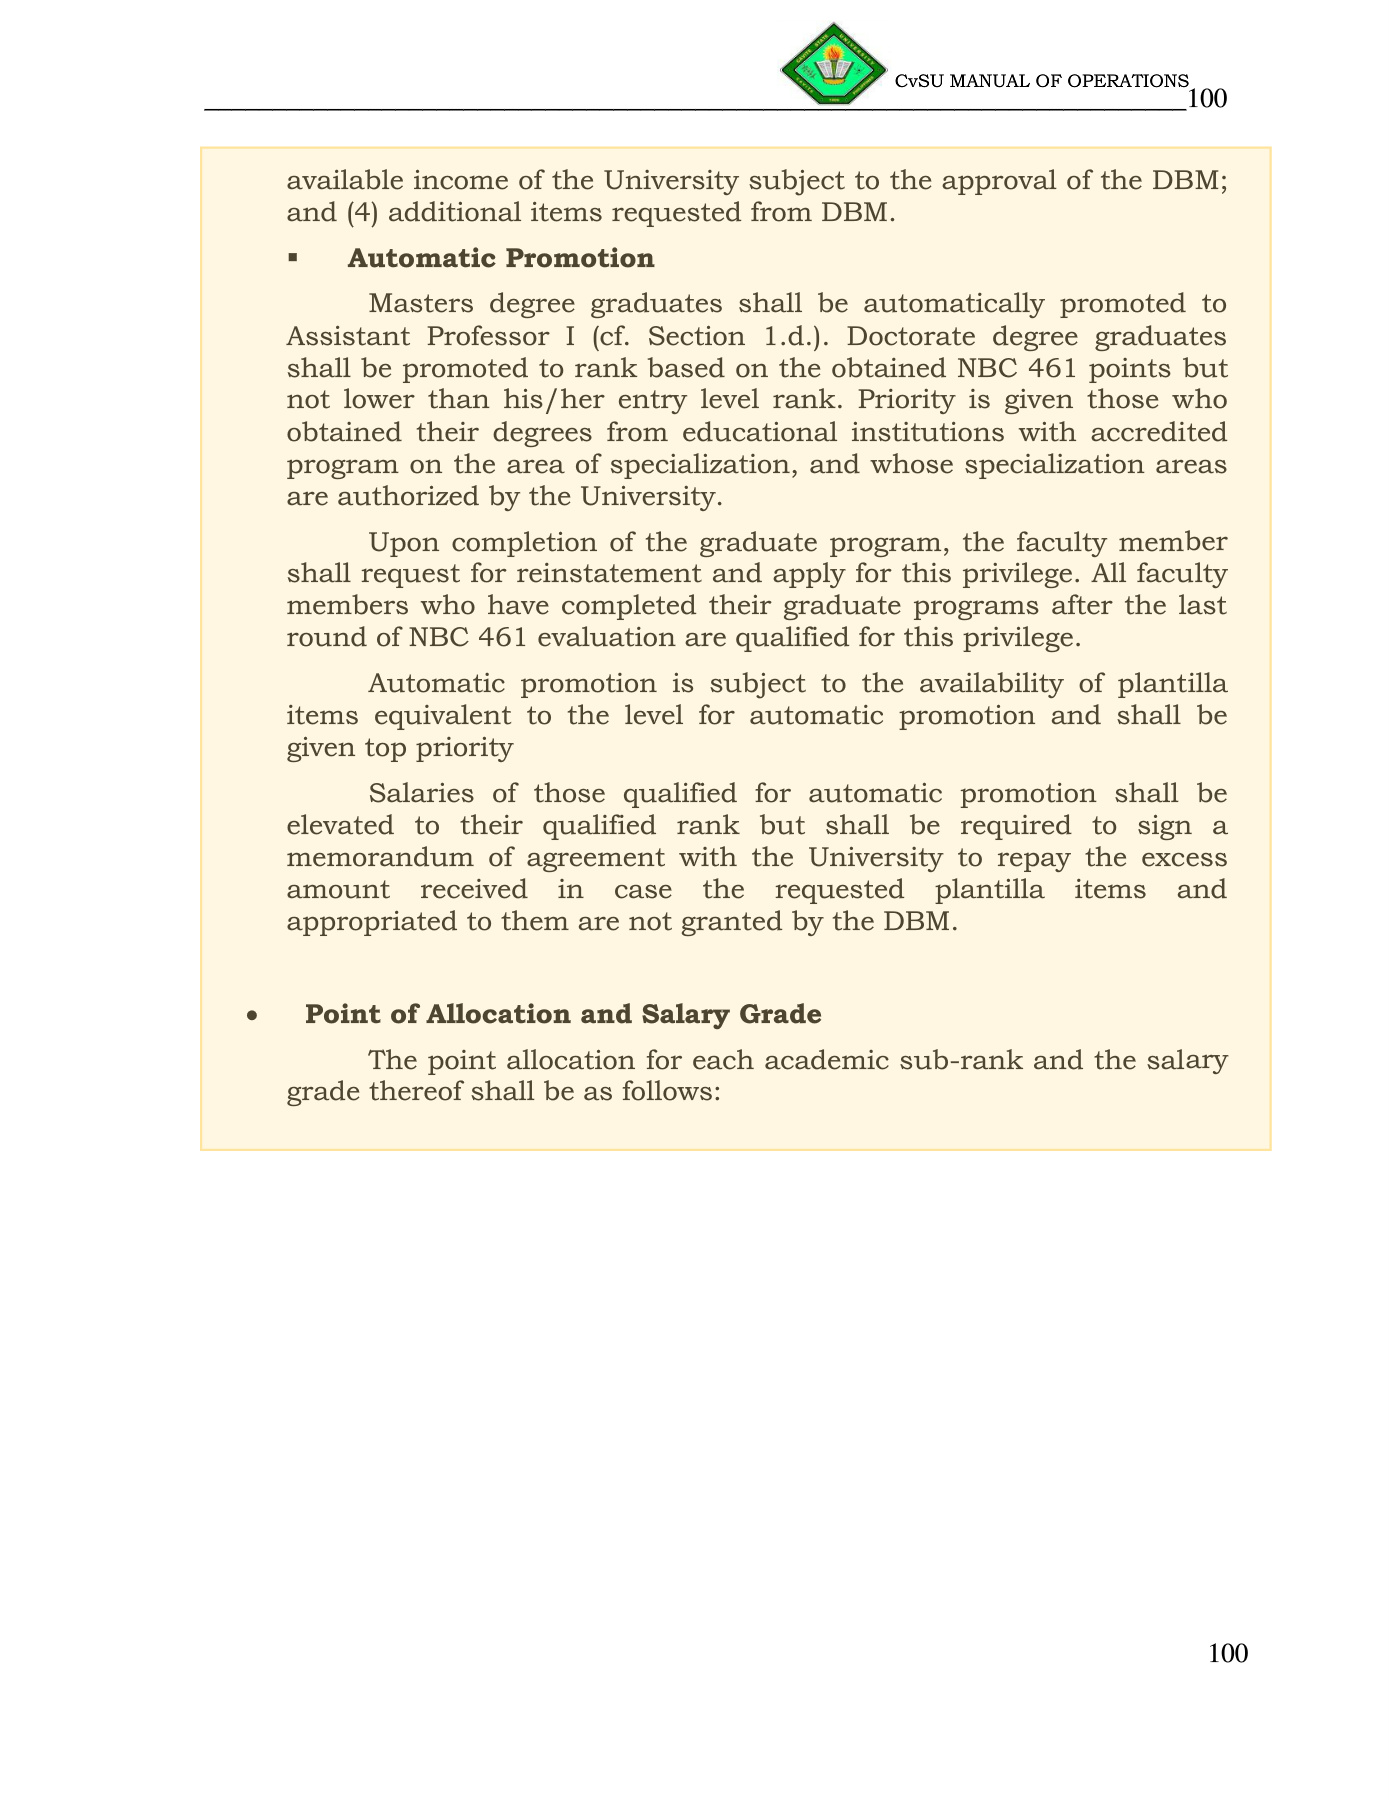 CvSU MANUAL OF OPERATIONS
100
available income of the University subject to the approval of the DBM;
and (4) additional items requested from DBM.
▪ Automatic Promotion
Masters degree graduates shall be automatically promoted to
Assistant Professor I (cf. Section 1.d.). Doctorate degree graduates
shall be promoted to rank based on the obtained NBC 461 points but
not lower than his/her entry level rank. Priority is given those who
obtained their degrees from educational institutions with accredited
program on the area of specialization, and whose specialization areas
are authorized by the University.
Upon completion of the graduate program, the faculty member
shall request for reinstatement and apply for this privilege. All faculty
members who have completed their graduate programs after the last
round of NBC 461 evaluation are qualified for this privilege.
Automatic promotion is subject to the availability of plantilla
items equivalent to the level for automatic promotion and shall be
given top priority
Salaries of those qualified for automatic promotion shall be
elevated to their qualified rank but shall be required to sign a
memorandum of agreement with the University to repay the excess
amount received in case the requested plantilla items and
appropriated to them are not granted by the DBM.
• Point of Allocation and Salary Grade
The point allocation for each academic sub-rank and the salary
grade thereof shall be as follows:
100